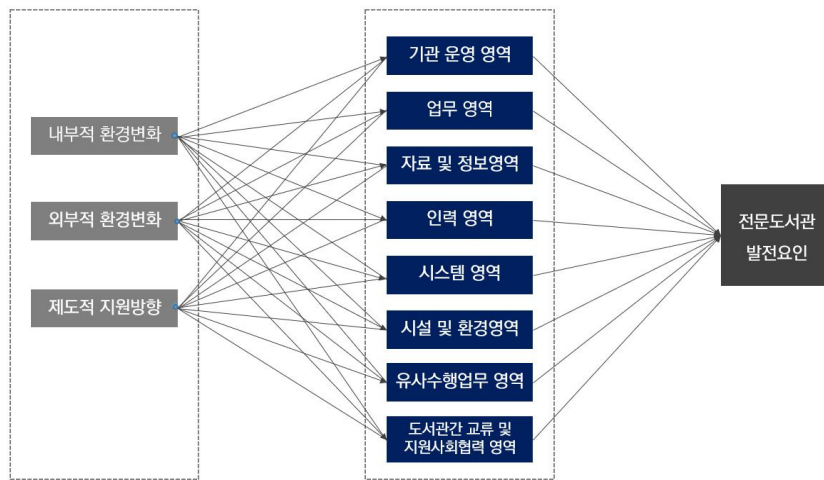 내부적 환경변화
외부적 환경변화
제도적 지원방향
기관 운영 영역
업무 영역
자료 및 정보영역
인력 영역
시스템 영역
시설 및 환경영역
유사수행업무 영역
도서관간 교류 및
지원사회협력 영역
전문도서관
발전요인